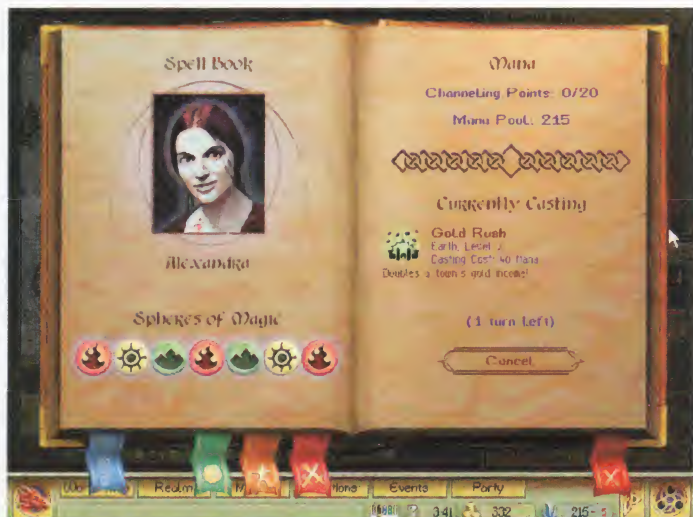 Spell Book
Alexandra
Spheres of Magic
Mana
Channeling Points: 0/20
Mana Pool: 215
Currently Casting
Gold Rush
Earth, Level
Casting Cost: 40 Mana
Doubles a town's gold income!
(1 turn left)
Cancel
Realm
Events
Party
341
332
215